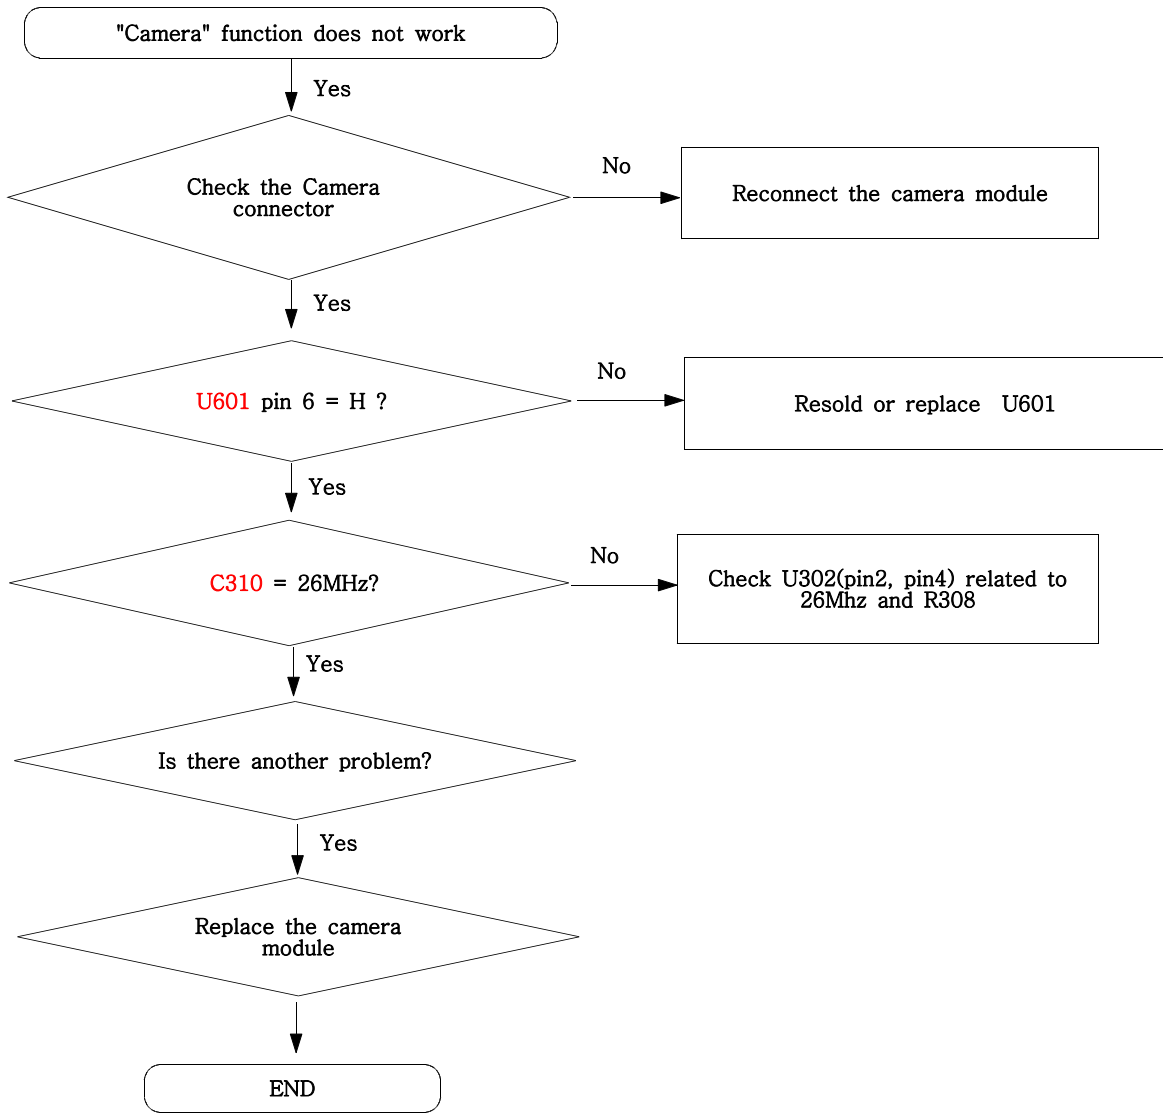 "Camera" function does not work
Yes
Check the Camera
connector
No
Reconnect the camera module
Yes
U601 pin 6 = H ?
No
Resold or replace U601
Yes
C310 = 26MHz?
No
Check U302(pin2, pin4) related to
26Mhz and R308
Yes
Is there another problem?
Yes
Replace the camera
module
END